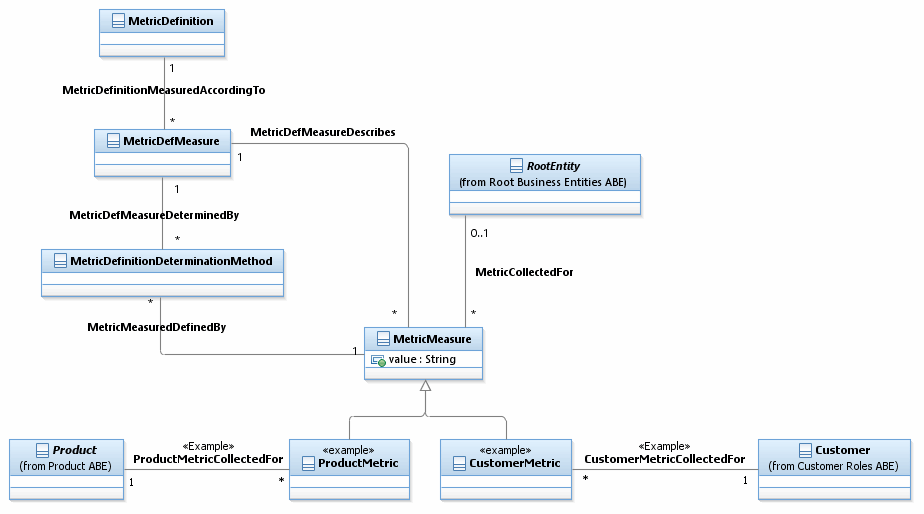 MetricDefinition
1
MetricDefinitionMeasuredAccordingTo
*
MetricDefMeasure
MetricDefMeasureDescribes
1
1
MetricDefMeasureDeterminedBy
*
RootEntity
(from Root Business Entities ABE)
0..1
MetricCollectedFor
*
*
MetricDefinitionDeterminationMethod
*
MetricMeasuredDefinedBy
1
MetricMeasure
value : String
Product
(from Product ABE)
«Example»
ProductMetricCollectedFor
1
*
«example»
ProductMetric
«example»
CustomerMetric
«Example»
CustomerMetricCollectedFor
*
1
Customer
(from Customer Roles ABE)